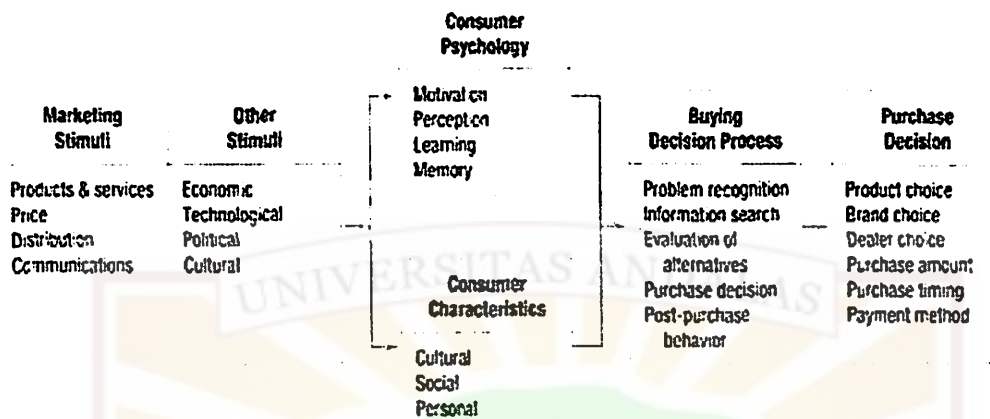 Consumer
Psychology
Motivation
Perception
Learning
Memory
Marketing
Stimuli
Other
Stimuli
Buying
Decision Process
Purchase
Decision
Products & services
Price
Distribution
Communications
Economic
Technological
Political
Cultural
Problem recognition
Information search
Evaluation of
alternatives
Purchase decision
Post-purchase
behavior
Product choice
Brand choice
Dealer choice
Purchase amount
Purchase timing
Payment method
Consumer
Characteristics
Cultural
Social
Personal
UNIVERSITAS